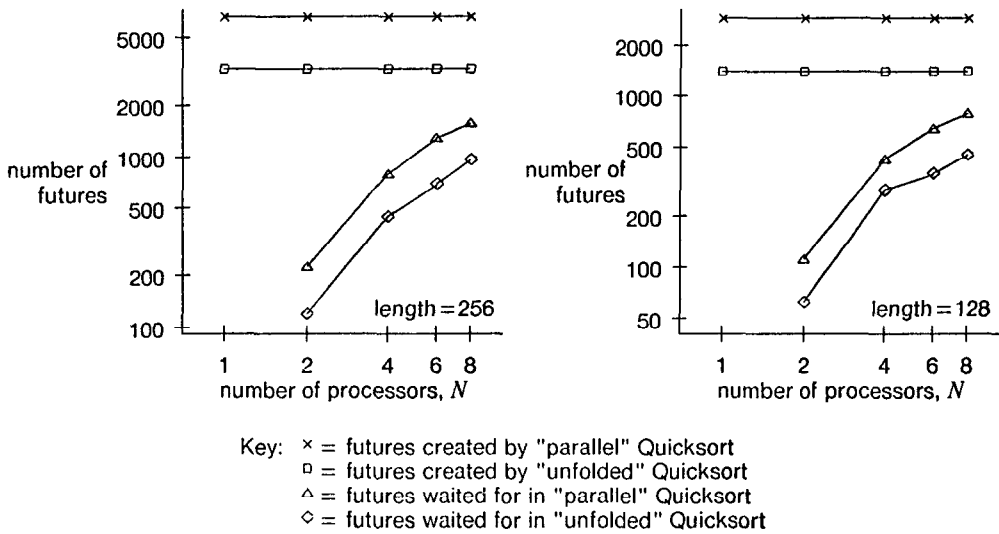 5000
2000
1000
500
200
100
number of
futures
length=256
1 2 4 6 8
number of processors, N
2000
1000
500
200
100
50
number of
futures
length=128
1 2 4 6 8
number of processors, N
Key: × = futures created by "parallel" Quicksort
□ = futures created by "unfolded" Quicksort
△ = futures waited for in "parallel" Quicksort
◇ = futures waited for in "unfolded" Quicksort